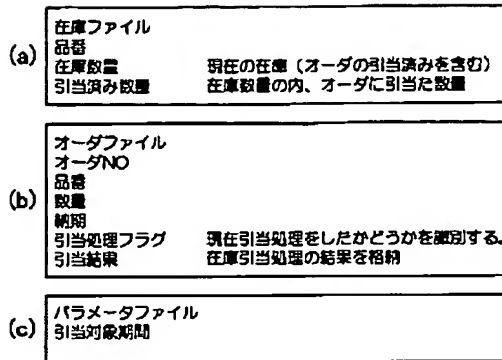 (a)
在庫ファイル
品番
在庫数量 現在の在庫(オーダの引当済みを含む)
引当済み数量 在庫数量の内、オーダに引当た数量
(b)
オーダファイル
オーダNO
品番
数量
納期
引当処理フラグ 現在引当処理をしたかどうかを識別する。
引当結果 在庫引当処理の結果を格納
(c)
パラメータファイル
引当対象期間